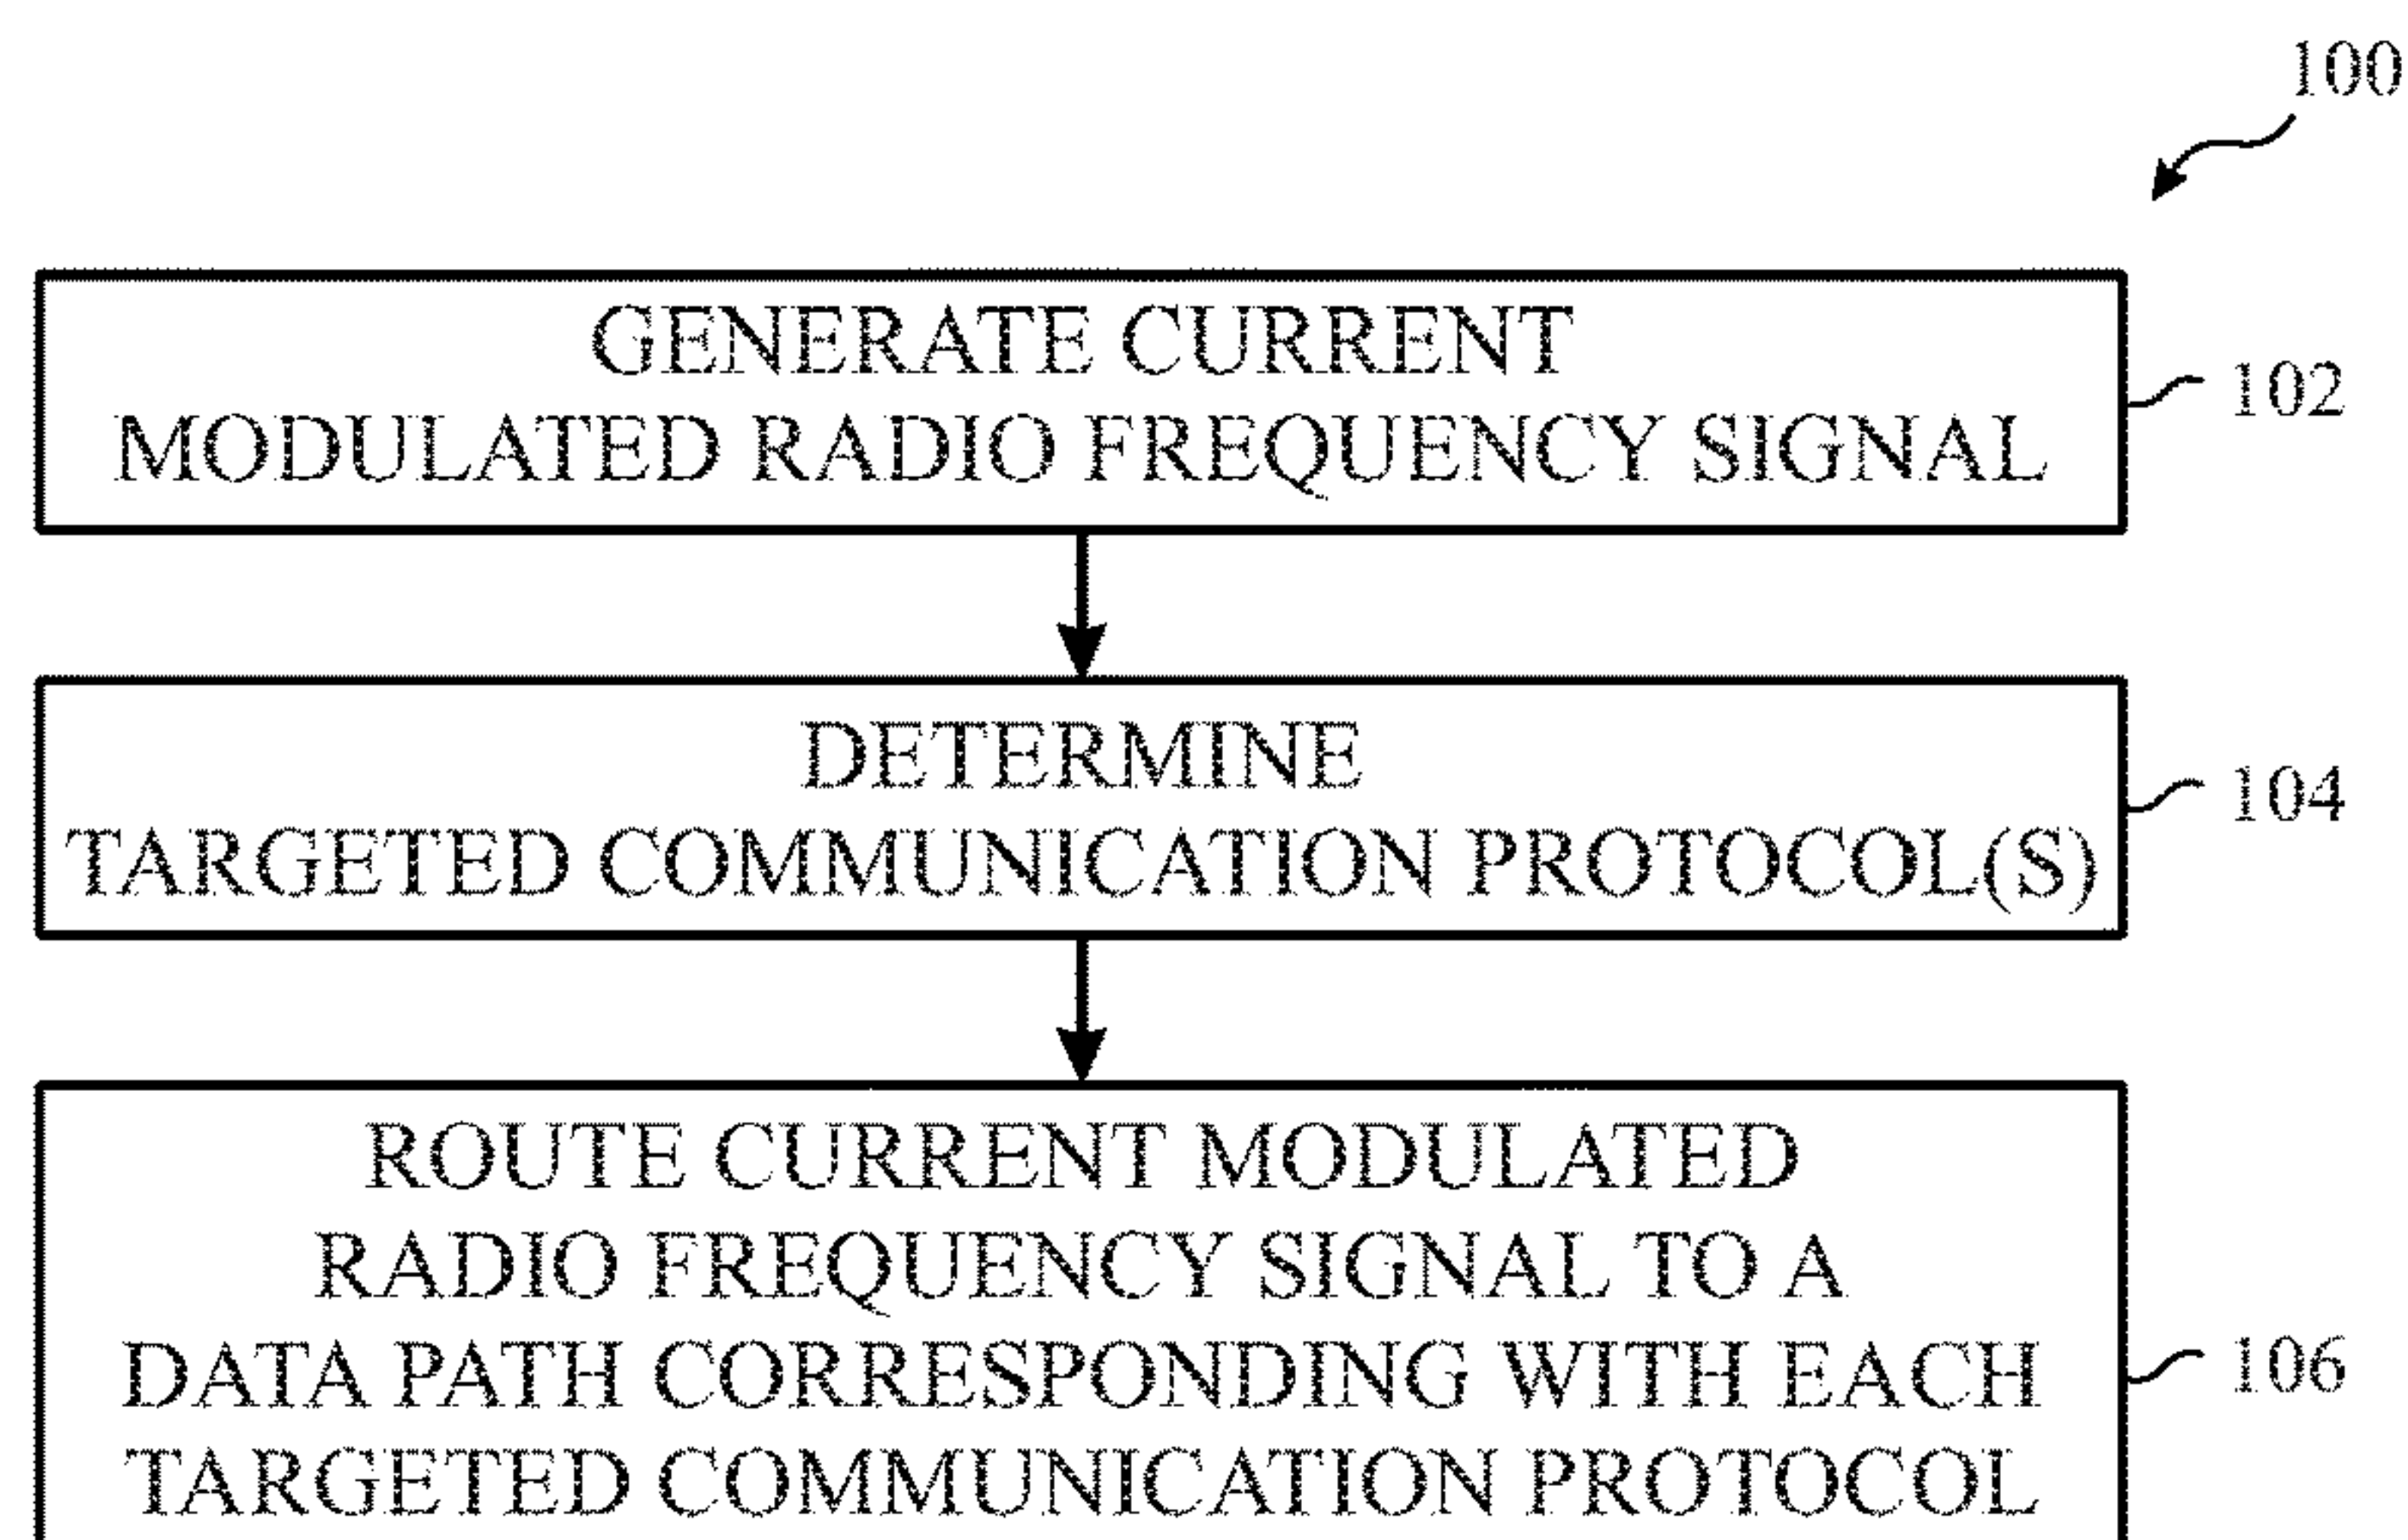 100
GENERATE CURRENT
MODULATED RADIO FREQUENCY SIGNAL
102
DETERMINE
TARGETED COMMUNICATION PROTOCOL(S)
104
ROUTE CURRENT MODULATED
RADIO FREQUENCY SIGNAL TO A
DATA PATH CORRESPONDING WITH EACH
TARGETED COMMUNICATION PROTOCOL
106